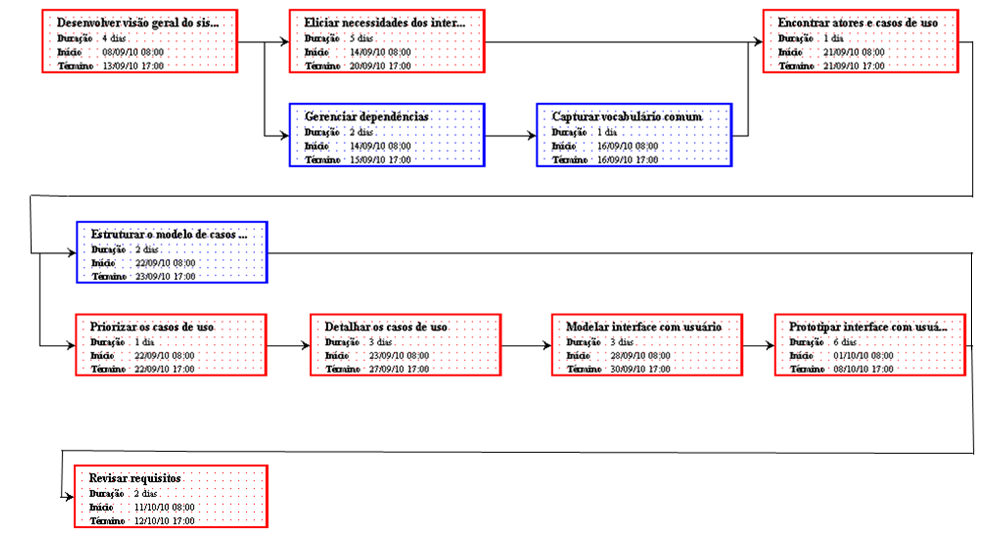 Desenvolver visão geral do sis...
Duração 4 dias
Início 08/09/10 08:00
Término 13/09/10 17:00
Eliciar necessidades dos inter...
Duração 5 dias
Início 14/09/10 08:00
Término 20/09/10 17:00
Encontrar atores e casos de uso
Duração 1 dia
Início 21/09/10 08:00
Término 21/09/10 17:00
Gerenciar dependências
Duração 2 dias
Início 14/09/10 08:00
Término 15/09/10 17:00
Capturar vocabulário comum
Duração 1 dia
Início 16/09/10 08:00
Término 16/09/10 17:00
Estruturar o modelo de casos ...
Duração 2 dias
Início 22/09/10 08:00
Término 23/09/10 17:00
Priorizar os casos de uso
Duração 1 dia
Início 22/09/10 08:00
Término 22/09/10 17:00
Detalhar os casos de uso
Duração 3 dias
Início 23/09/10 08:00
Término 27/09/10 17:00
Modelar interface com usuário
Duração 3 dias
Início 28/09/10 08:00
Término 30/09/10 17:00
Prototipar interface com usuá...
Duração 6 dias
Início 01/10/10 08:00
Término 08/10/10 17:00
Revisar requisitos
Duração 2 dias
Início 11/10/10 08:00
Término 12/10/10 17:00